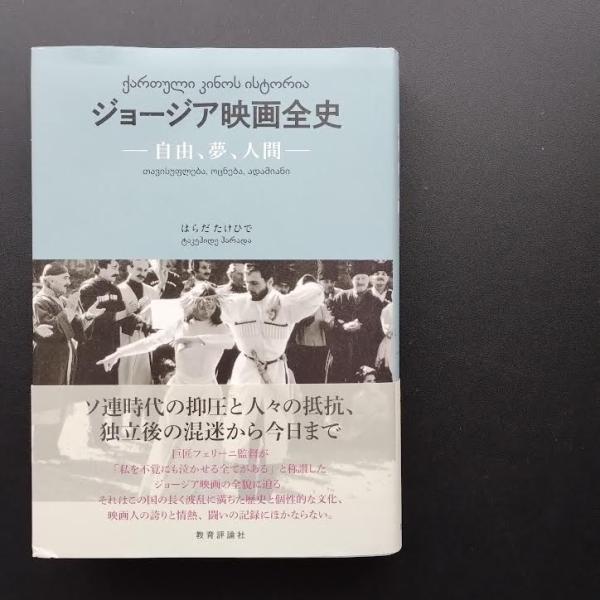 ქართული კინოს ისტორია
ジョージア映画全史
―自由、夢、人間―
თავისუფლება, ოცნება, ადამიანი
はらだ たけひで
ტაკეჰიდე ჰარადა
ソ連時代の抑圧と人々の抵抗、
独立後の混迷から今日まで
巨匠フェリーニ監督が
「私を不覚にも泣かせる全てがある」と称讃した
ジョージア映画の全貌に迫る
それはこの国の長く波乱に満ちた歴史と個性的な文化、
映画人の誇りと情熱、闘いの記録にほかならない。
教育評論社